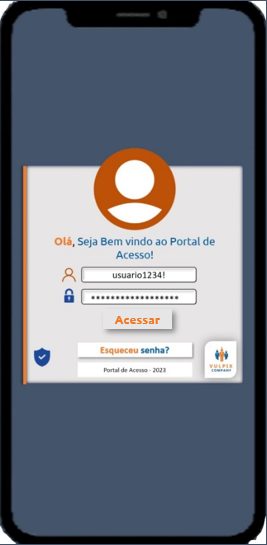 Olá, Seja Bem vindo ao Portal de
Acesso!
usuario1234!
******************
Acessar
Esqueceu senha?
Portal de Acesso - 2023
VULPIX
COMPANY